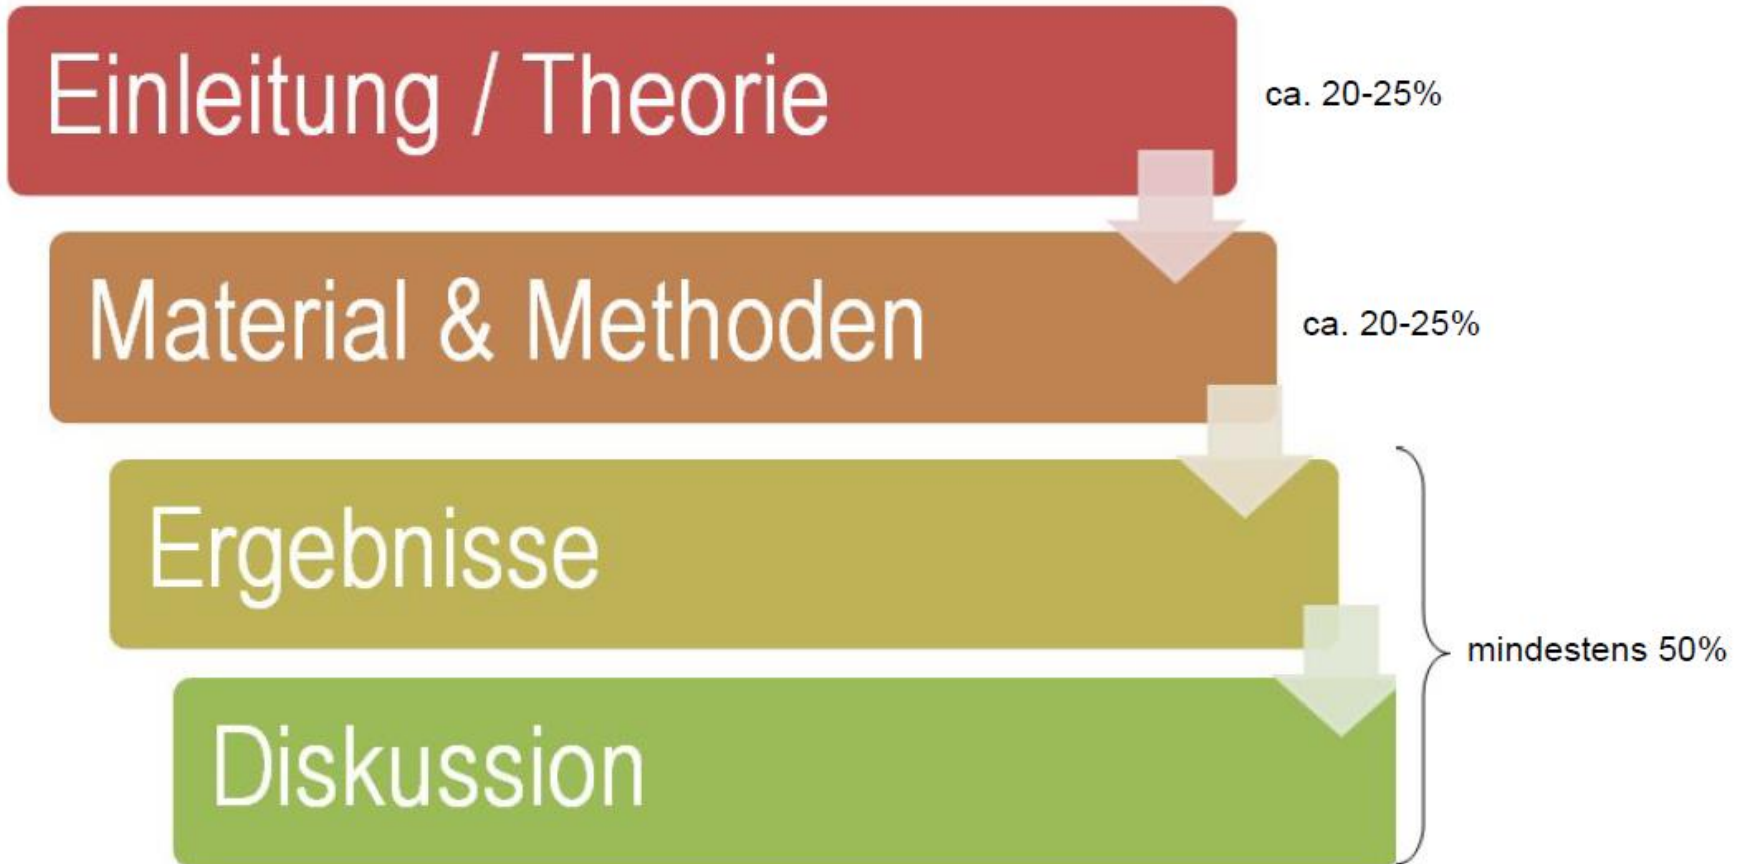 Einleitung / Theorie
ca. 20-25%
Material & Methoden
ca. 20-25%
Ergebnisse
mindestens 50%
Diskussion